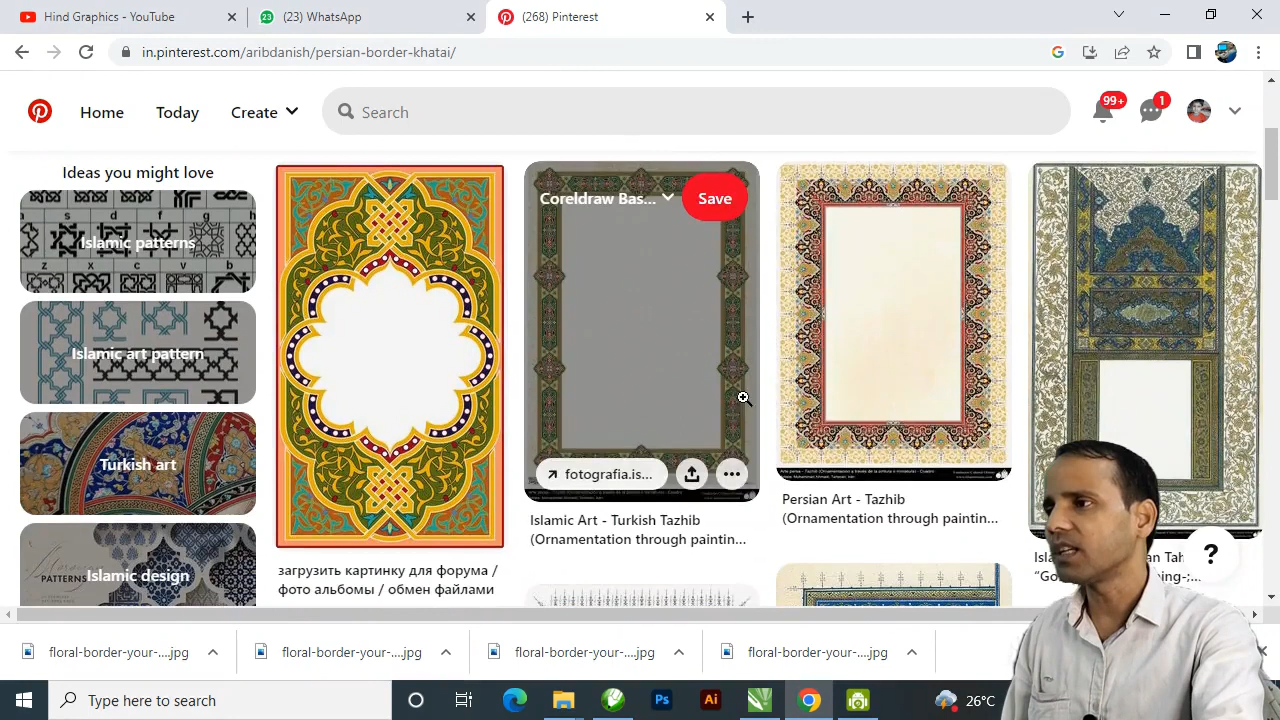 Hind Graphics - YouTube
(23) WhatsApp
(268) Pinterest
in.pinterest.com/aribdanish/persian-border-khatai/
Home
Today
Create
Search
99+
1
Ideas you might love
Islamic patterns
Islamic art pattern
Turkish art
Islamic design
Coreldraw Bas...
Save
fotografia.is...
загрузить картинку для форума /
фото альбомы / обмен файлами
Islamic Art - Turkish Tazhib
(Ornamentation through paintin...
Persian Art - Tazhib
(Ornamentation through paintin...
?
floral-border-your-....jpg
floral-border-your-....jpg
floral-border-your-....jpg
floral-border-your-....jpg
Type here to search
Ps
Ai
26°C